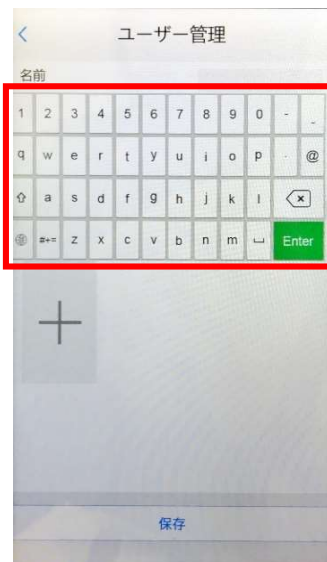 ユーザー管理
名前
1 2 3 4 5 6 7 8 9 0 - _
q w e r t y u i o p . @
a s d f g h j k l
#+= z x c v b n m Enter
保存